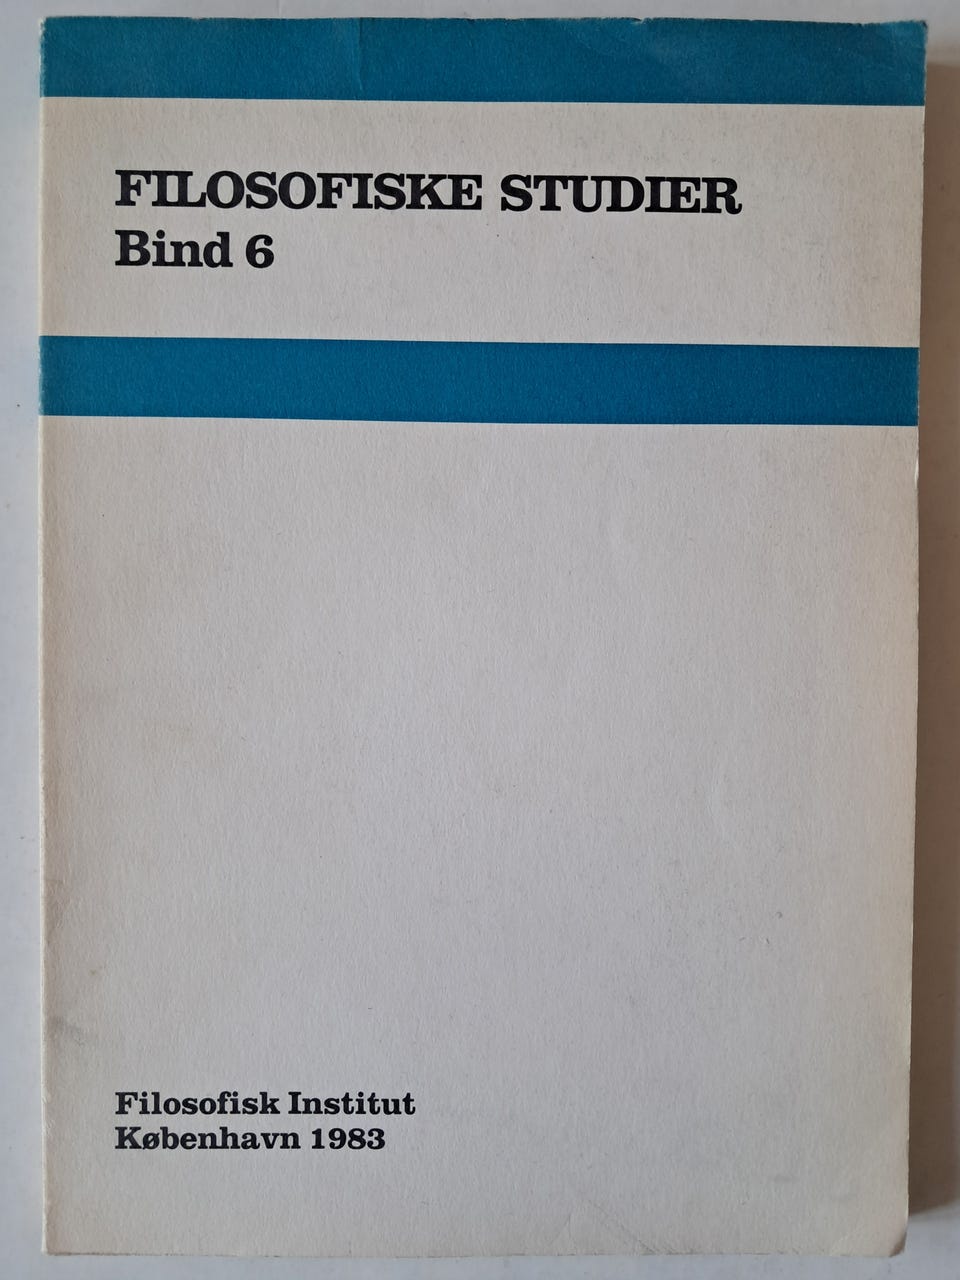 FILOSOFISKE STUDIER
Bind 6
Filosofisk Institut
København 1983